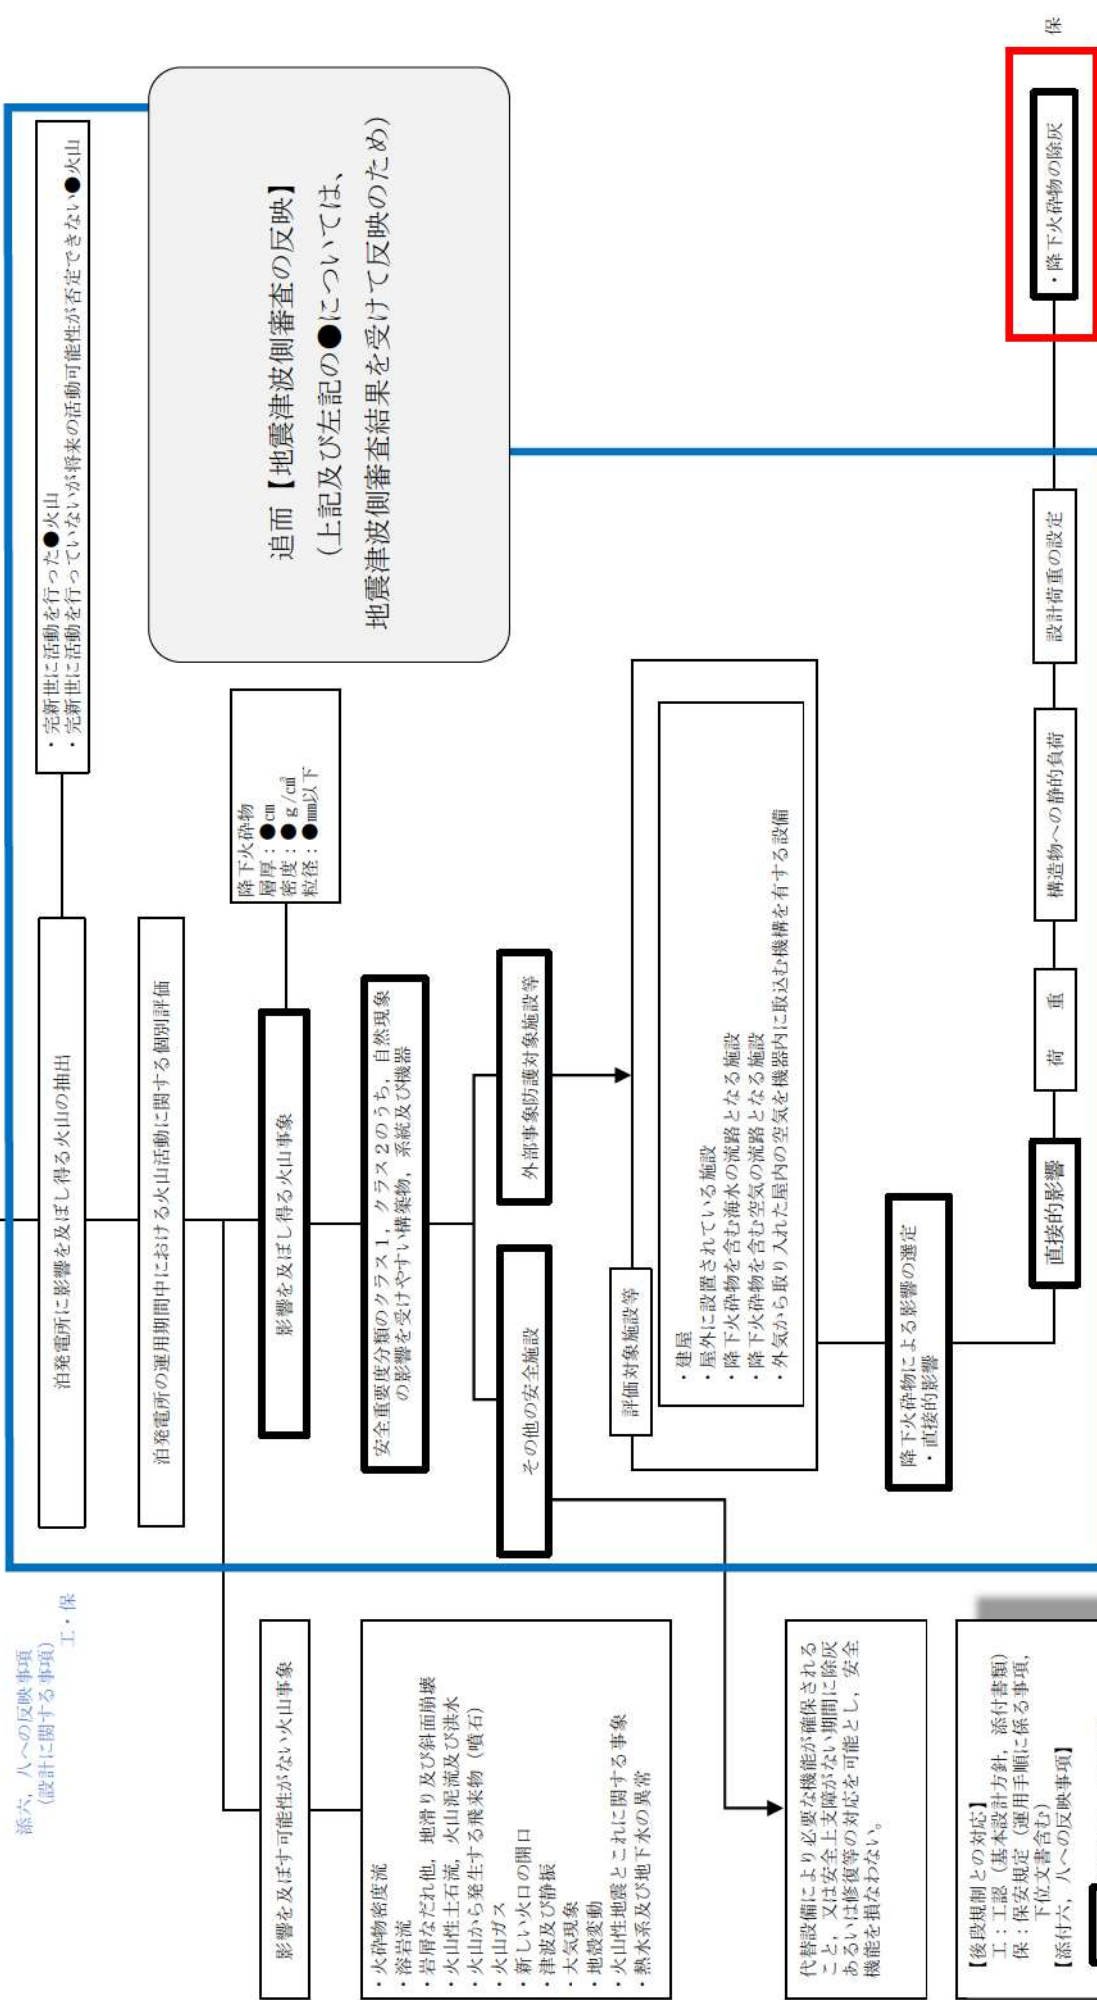 添六，八への反映事項
(設計に関する事項)
工・保
泊発電所に影響を及ぼし得る火山の抽出
・完新世に活動を行った●火山
・完新世に活動を行っていないが将来の活動可能性が否定できない●火山
泊発電所の運用期間中における火山活動に関する個別評価
追而【地震津波側審査の反映】
(上記及び左記の●については、
地震津波側審査結果を受けて反映のため)
影響を及ぼす可能性がない火山事象
影響を及ぼし得る火山事象
降下火砕物
層厚：●cm
密度：●g/cm³
粒径：●mm以下
・火砕物密度流
・溶岩流
・岩屑なだれ他，地滑り及び斜面崩壊
・火山性土石流，火山泥流及び洪水
・火山から発生する飛来物（噴石）
・火山ガス
・新しい火口の開口
・津波及び静振
・大気現象
・地殻変動
・火山性地震とこれに関する事象
・熱水系及び地下水の異常
安全重要度分類のクラス１，クラス２のうち，自然現象
の影響を受けやすい構築物，系統及び機器
その他の安全施設
外部事象防護対象施設等
評価対象施設等
・建屋
・屋外に設置されている施設
・降下火砕物を含む海水の流路となる施設
・降下火砕物を含む空気の流路となる施設
・外気から取り入れた屋内の空気を機器内に取込む機構を有する設備
代替設備により必要な機能が確保される
こと，又は安全上支障がない期間に除灰
あるいは修復等の対応を可能とし，安全
機能を損なわない。
降下火砕物による影響の選定
・直接的影響
【後段規制との対応】
工：工認（基本設計方針，添付書類）
保：保安規定（運用手順に係る事項，
下位文書含む）
【添付六，八への反映事項】
直接的影響
荷　重
構造物への静的負荷
設計荷重の設定
・降下火砕物の除灰
保